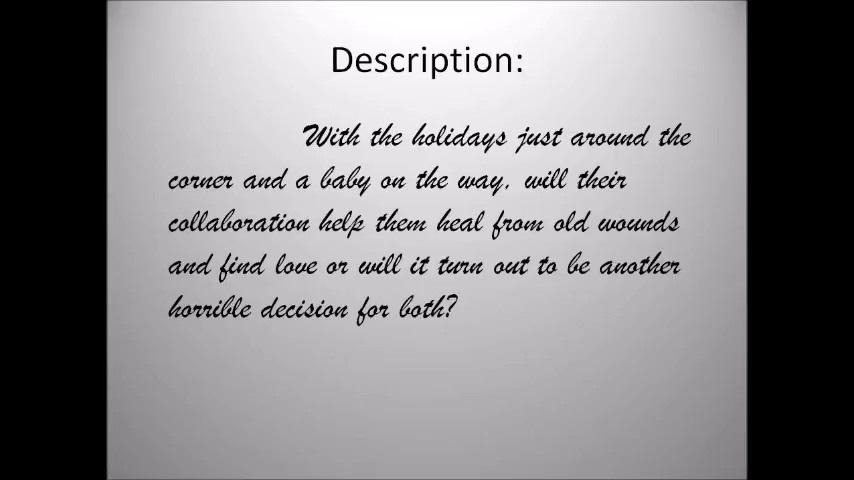 Description:
With the holidays just around the
corner and a baby on the way, will their
collaboration help them heal from old wounds
and find love or will it turn out to be another
horrible decision for both?